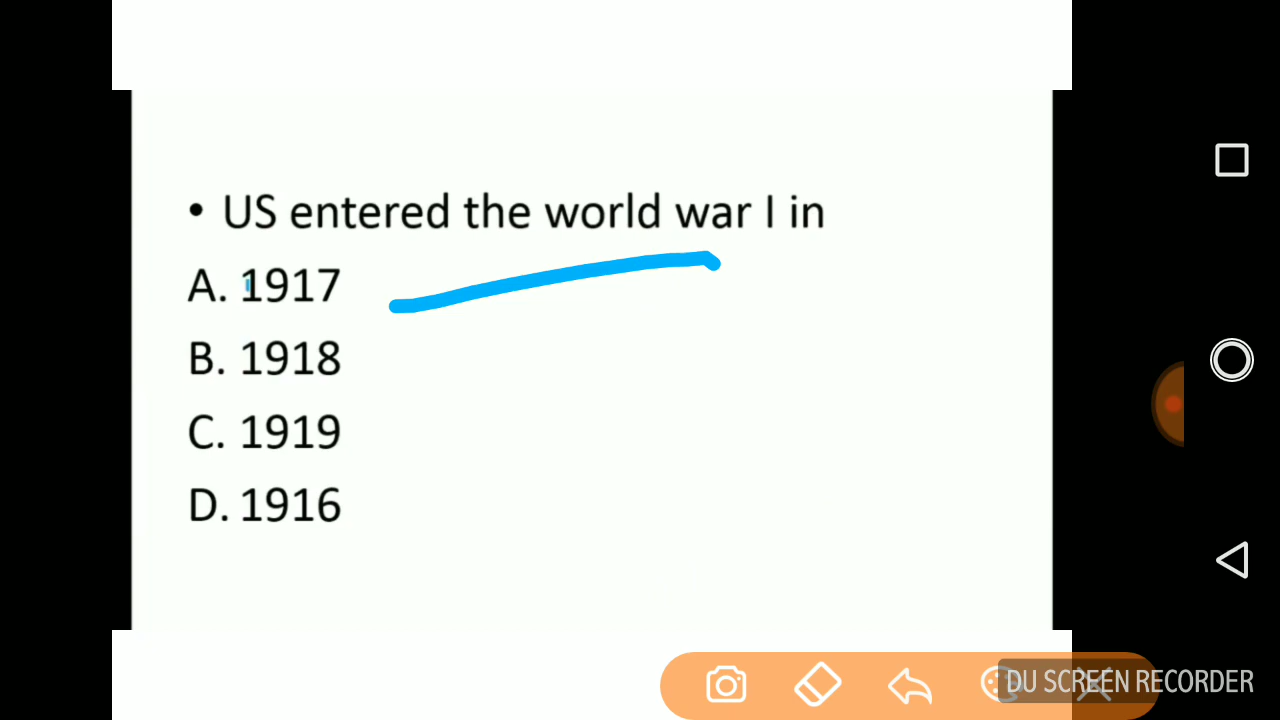 • US entered the world war I in
A. 1917
B. 1918
C. 1919
D. 1916
DU SCREEN RECORDER